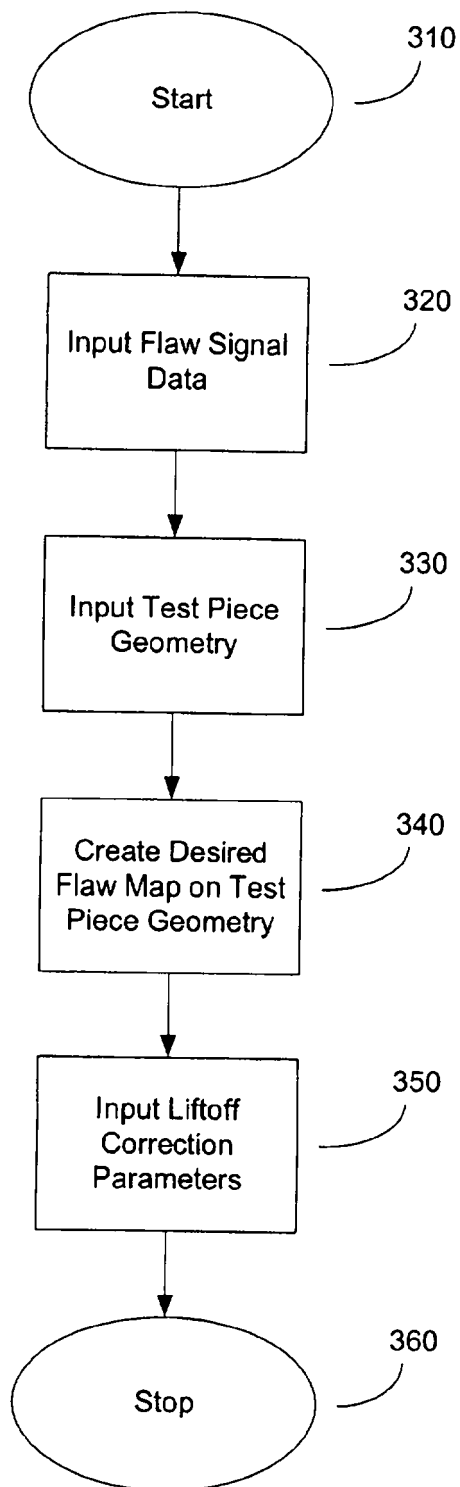 Start
310
Input Flaw Signal
Data
320
Input Test Piece
Geometry
330
Create Desired
Flaw Map on Test
Piece Geometry
340
Input Liftoff
Correction
Parameters
350
Stop
360